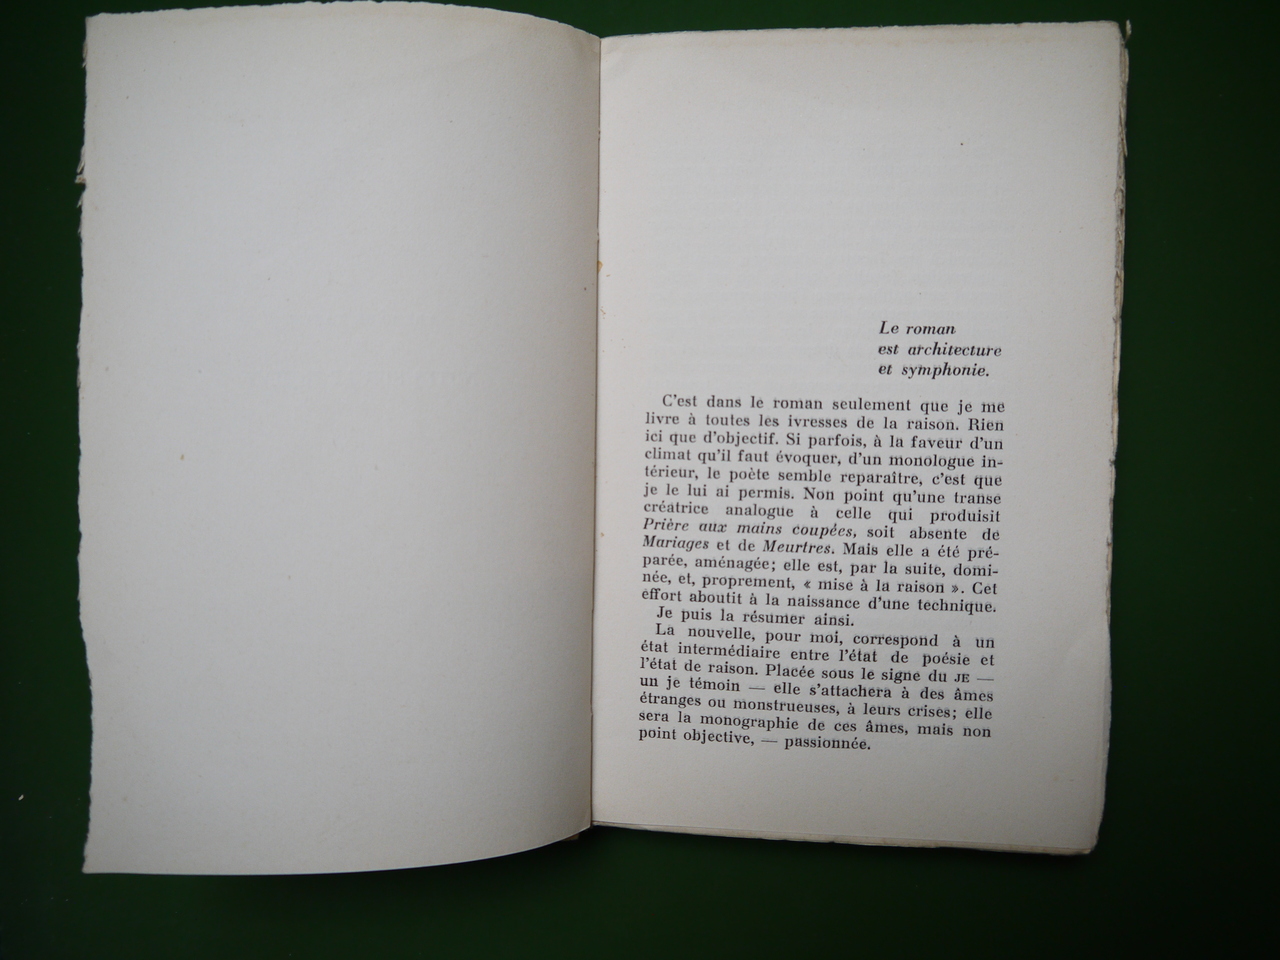 Le roman
est architecture
et symphonie.
C'est dans le roman seulement que je me
livre à toutes les ivresses de la raison. Rien
ici que d'objectif. Si parfois, à la faveur d'un
climat qu'il faut évoquer, d'un monologue in-
térieur, le poète semble reparaître, c'est que
je le lui ai permis. Non point qu'une transe
créatrice analogue à celle qui produisit
Prière aux mains coupées, soit absente de
Mariages et de Meurtres. Mais elle a été pré-
parée, aménagée; elle est, par la suite, domi-
née, et, proprement, « mise à la raison ». Cet
effort aboutit à la naissance d'une technique.
Je puis la résumer ainsi.
La nouvelle, pour moi, correspond à un
état intermédiaire entre l'état de poésie et
l'état de raison. Placée sous le signe du JE —
un je témoin — elle s'attachera à des âmes
étranges ou monstrueuses, à leurs crises; elle
sera la monographie de ces âmes, mais non
point objective, — passionnée.